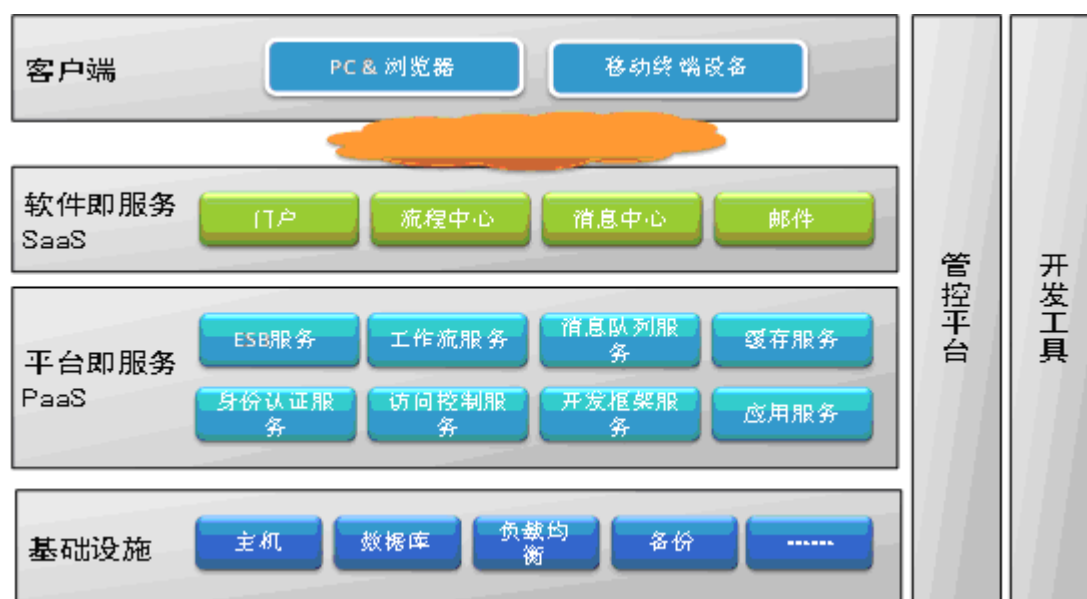 客户端
PC & 浏览器
移动终端设备
软件即服务
SaaS
门户
流程中心
消息中心
邮件
平台即服务
PaaS
ESB服务
工作流服务
消息队列服
务
缓存服务
身份认证服
务
访问控制服
务
开发框架服
务
应用服务
基础设施
主机
数据库
负载均
衡
备份
------
管控平台
开发工具